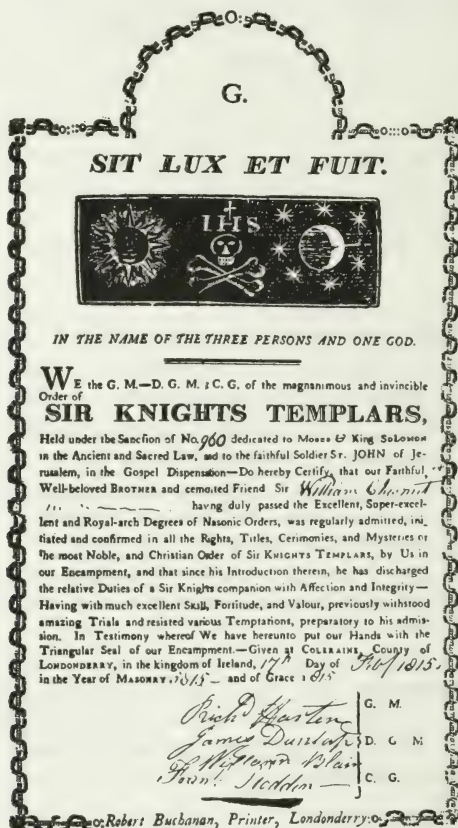 G.
SIT LUX ET FUIT.
IHS
IN THE NAME OF THE THREE PERSONS AND ONE GOD.
WE the G. M.—D. G. M. & C. G. of the magnanimous and invincible
Order of
SIR KNIGHTS TEMPLARS,
Held under the Sanction of No. 960 dedicated to MOSES & KING SOLOMON
in the Ancient and Sacred Law, and to the faithful Soldier ST. JOHN of Je-
rusalem, in the Gospel Dispensation—Do hereby Certify, that our Faithful,
Well-beloved BROTHER and cemented Friend Sir William
having duly passed the Excellent, Super-excel-
lent and Royal-arch Degrees of Nasonic Orders, was regularly admitted, ini-
tiated and confirmed in all the Rights, Titles, Cerimonies, and Mysteries of
The most Noble, and Christian Order of Sir KNIGHTS TEMPLARS, by Us in
our Encampment, and that since his Introduction therein, he has discharged
the relative Duties of a Sir Knights companion with Affection and Integrity—
Having with much excellent Skill, Fortitude, and Valour, previously withstood
amazing Trials and resisted various Temptations, preparatory to his admis-
sion. In Testimony whereof We have hereunto put our Hands with the
Triangular Seal of our Encampment.—Given at COLERAINE, County of
LONDONDERRY, in the kingdom of Ireland, 17th Day of Feby 1815.
in the Year of MASONRY, 1815 — and of Grace 1815
Richd G. M.
James Dunlap D. G. M
William Blair
C. G.
Robert Buchanan, Printer, Londonderry